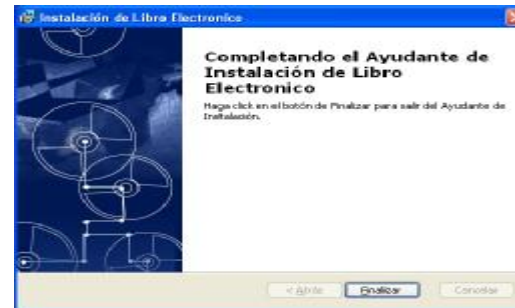 Instalación de Libro Electronico
Completando el Ayudante de
Instalación de Libro
Electronico
Haga click en el botón de Finalizar para salir del Ayudante de
Instalación.
< Atrás Finalizar Cancelar